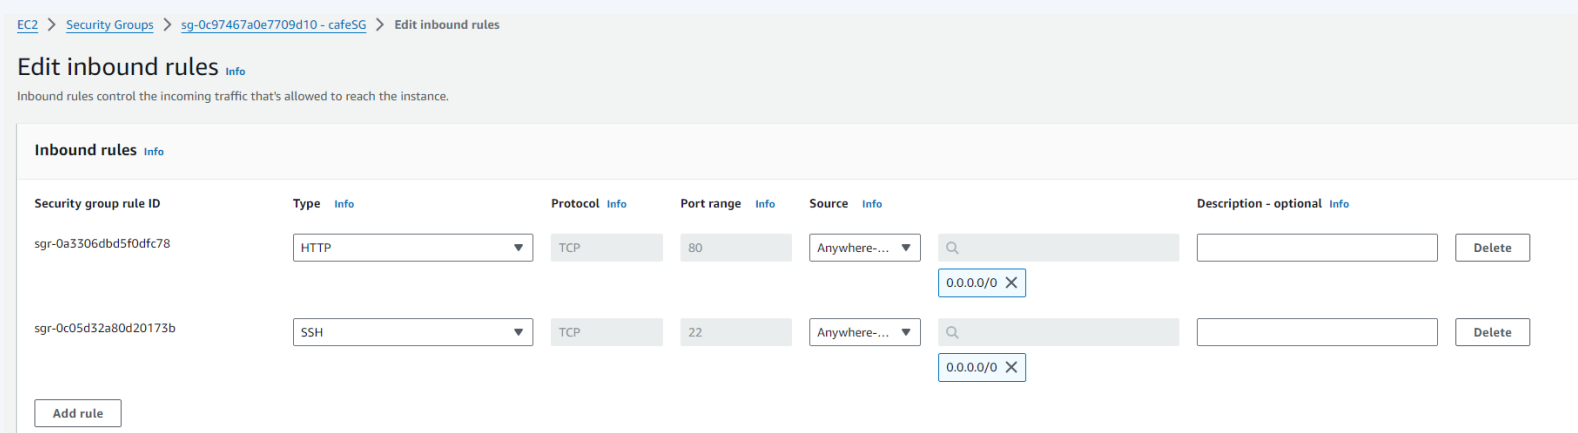 EC2 > Security Groups > sg-0c97467a0e7709d10 - cafeSG > Edit inbound rules
Edit inbound rules Info
Inbound rules control the incoming traffic that's allowed to reach the instance.
Inbound rules Info
Security group rule ID Type Info Protocol Info Port range Info Source Info Description - optional Info
sgr-0a3306dbd5f0dfc78 HTTP TCP 80 Anywhere-... Delete
0.0.0.0/0
sgr-0c05d32a80d20173b SSH TCP 22 Anywhere-... Delete
0.0.0.0/0
Add rule